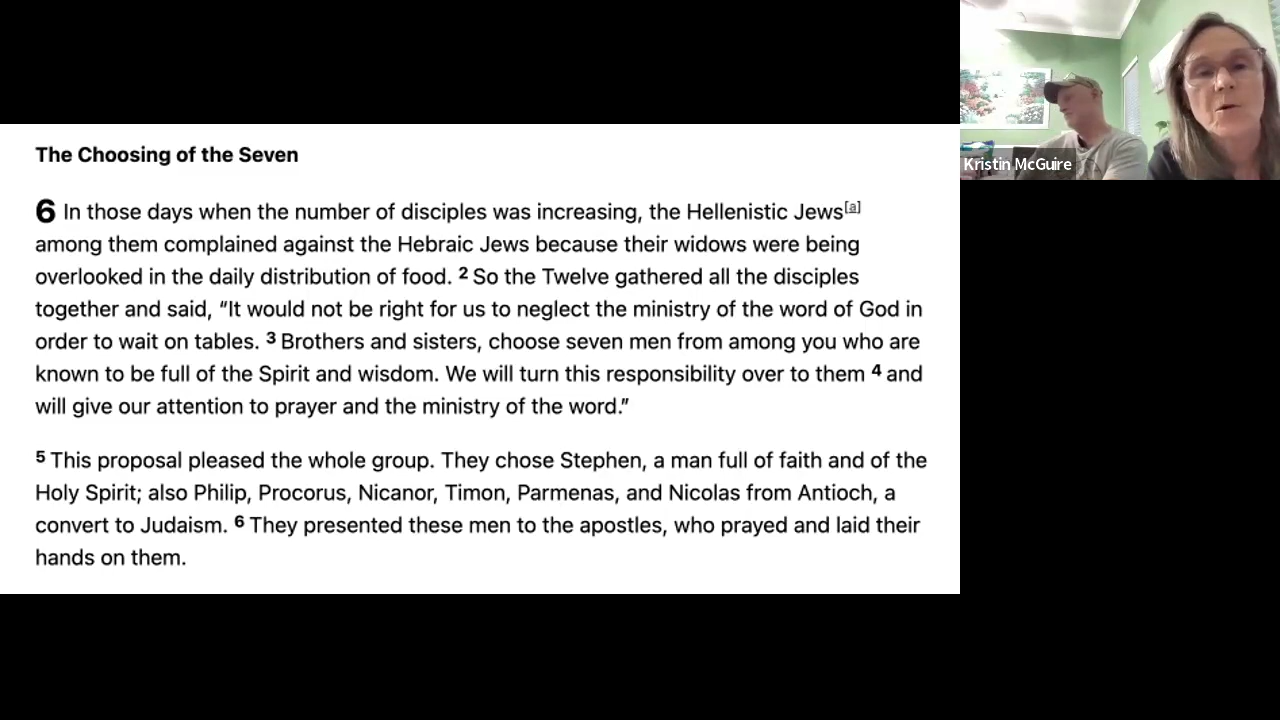 The Choosing of the Seven
6 In those days when the number of disciples was increasing, the Hellenistic Jews[a]
among them complained against the Hebraic Jews because their widows were being
overlooked in the daily distribution of food. 2 So the Twelve gathered all the disciples
together and said, “It would not be right for us to neglect the ministry of the word of God in
order to wait on tables. 3 Brothers and sisters, choose seven men from among you who are
known to be full of the Spirit and wisdom. We will turn this responsibility over to them 4 and
will give our attention to prayer and the ministry of the word.”
5 This proposal pleased the whole group. They chose Stephen, a man full of faith and of the
Holy Spirit; also Philip, Procorus, Nicanor, Timon, Parmenas, and Nicolas from Antioch, a
convert to Judaism. 6 They presented these men to the apostles, who prayed and laid their
hands on them.
Kristin McGuire